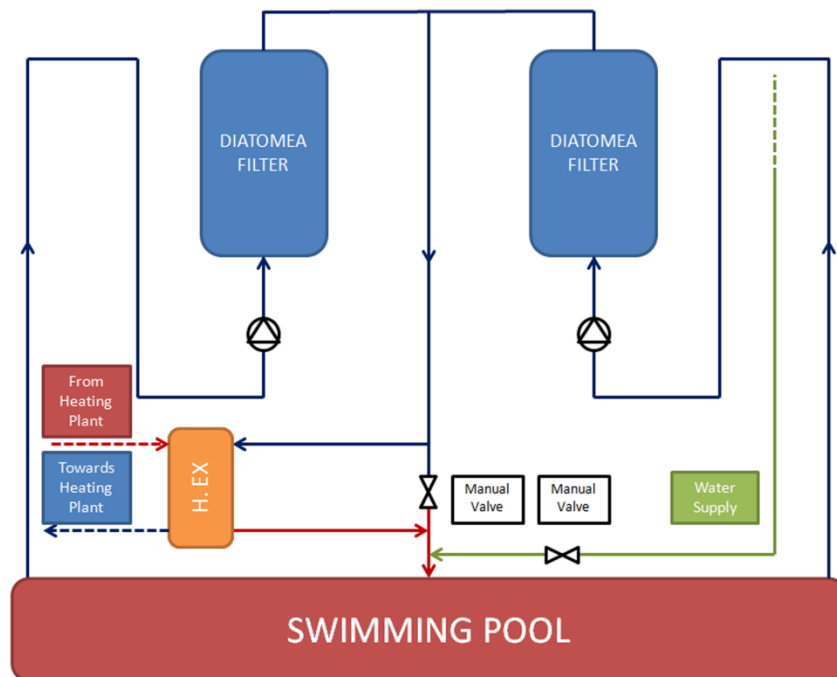 DIATOMEA
FILTER
DIATOMEA
FILTER
From
Heating
Plant
Towards
Heating
Plant
H. EX
Manual
Valve
Manual
Valve
Water
Supply
SWIMMING POOL